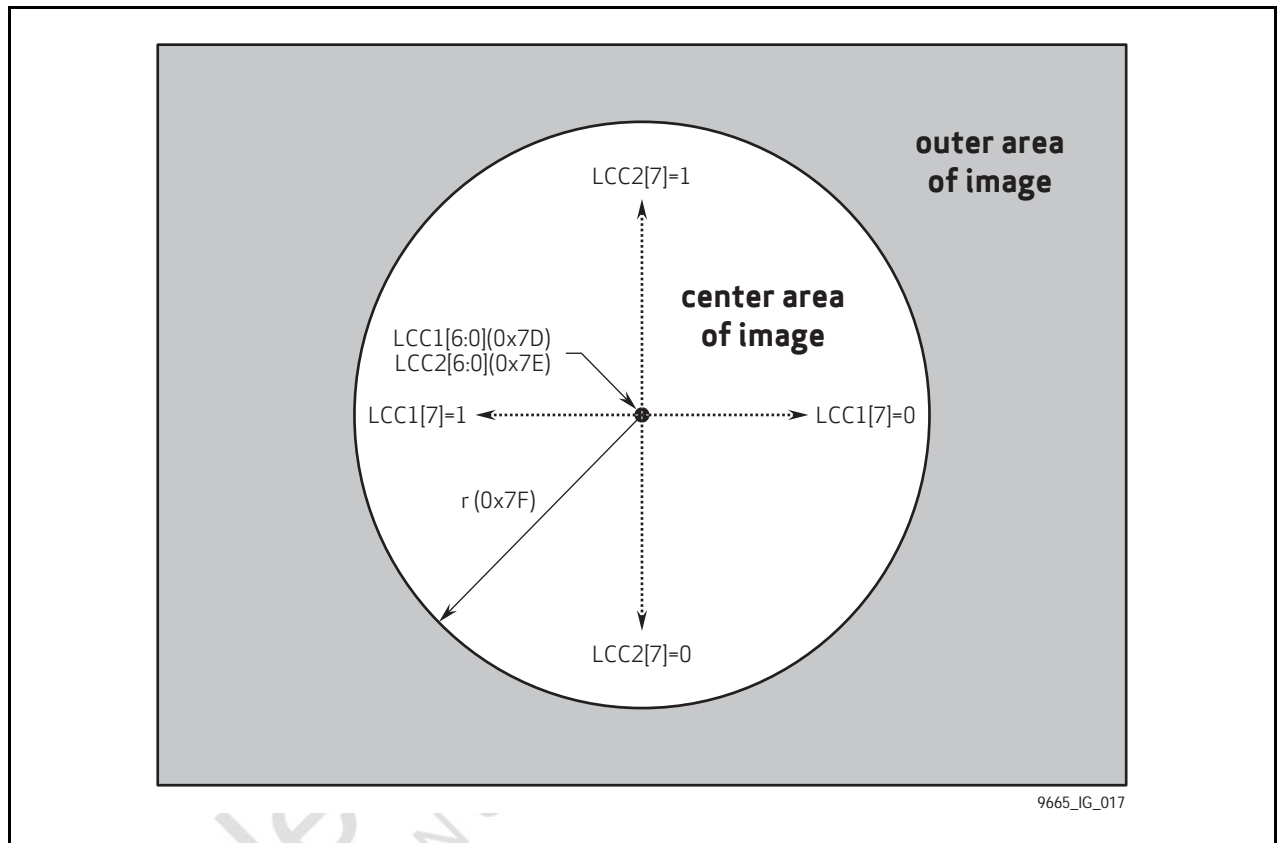 outer area
of image
LCC2[7]=1
center area
of image
LCC1[6:0](0x7D)
LCC2[6:0](0x7E)
LCC1[7]=1
LCC1[7]=0
r (0x7F)
LCC2[7]=0
9665_IG_017